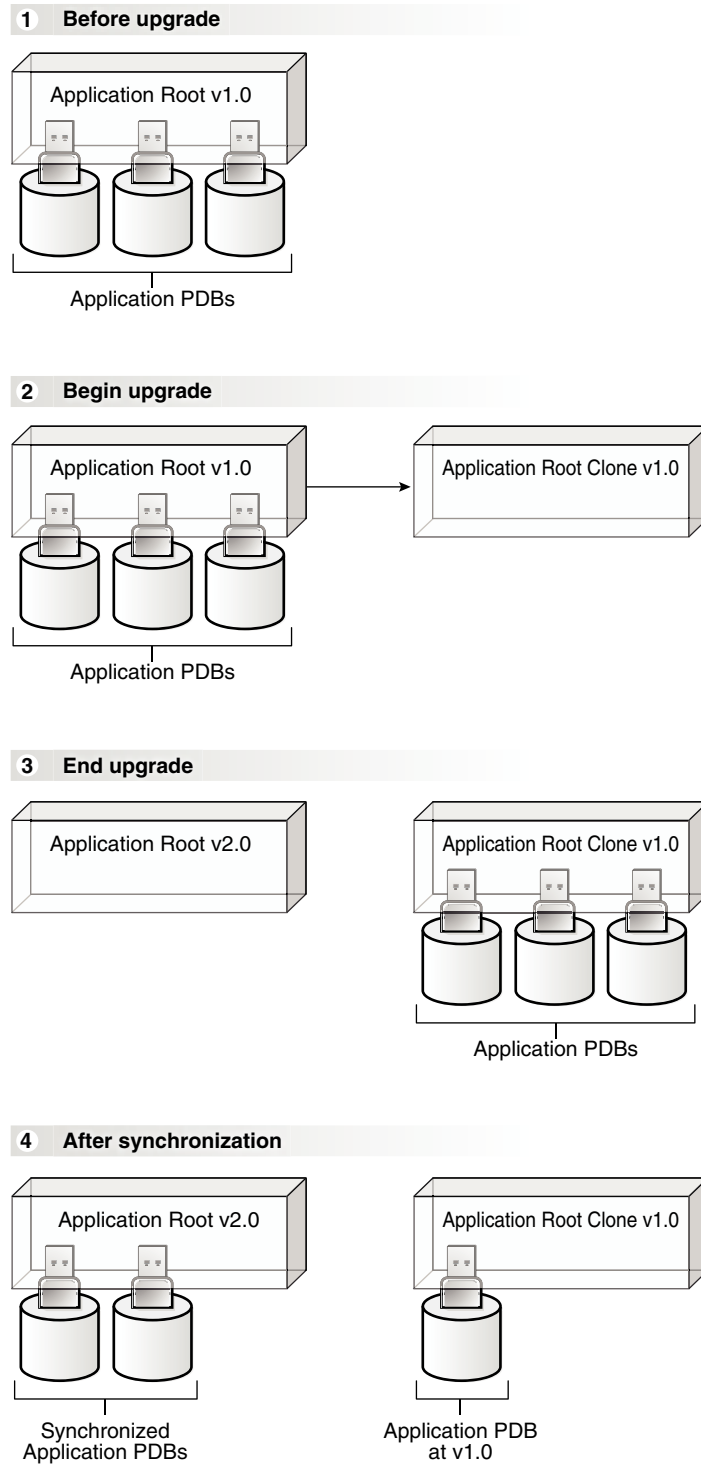 1 Before upgrade
Application Root v1.0
Application PDBs
2 Begin upgrade
Application Root v1.0
Application Root Clone v1.0
Application PDBs
3 End upgrade
Application Root v2.0
Application Root Clone v1.0
Application PDBs
4 After synchronization
Application Root v2.0
Application Root Clone v1.0
Synchronized
Application PDBs
Application PDB
at v1.0